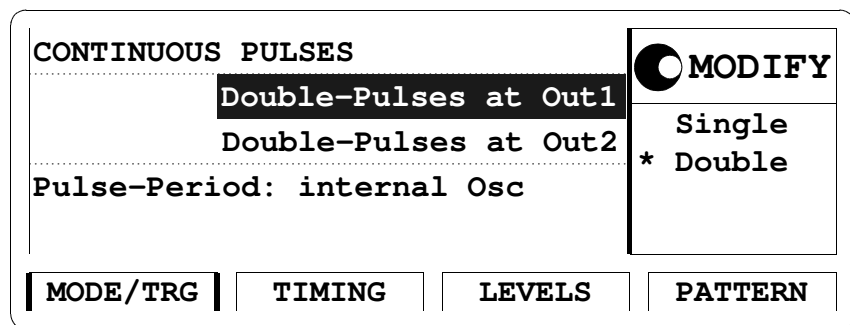 CONTINUOUS PULSES
Double-Pulses at Out1
Double-Pulses at Out2
Pulse-Period: internal Osc
MODIFY
Single
* Double
MODE/TRG
TIMING
LEVELS
PATTERN